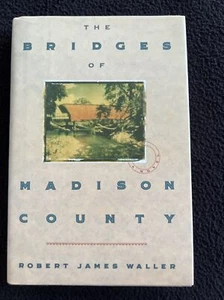 THE
BRIDGES
OF
MADISON
COUNTY
ROBERT JAMES WALLER